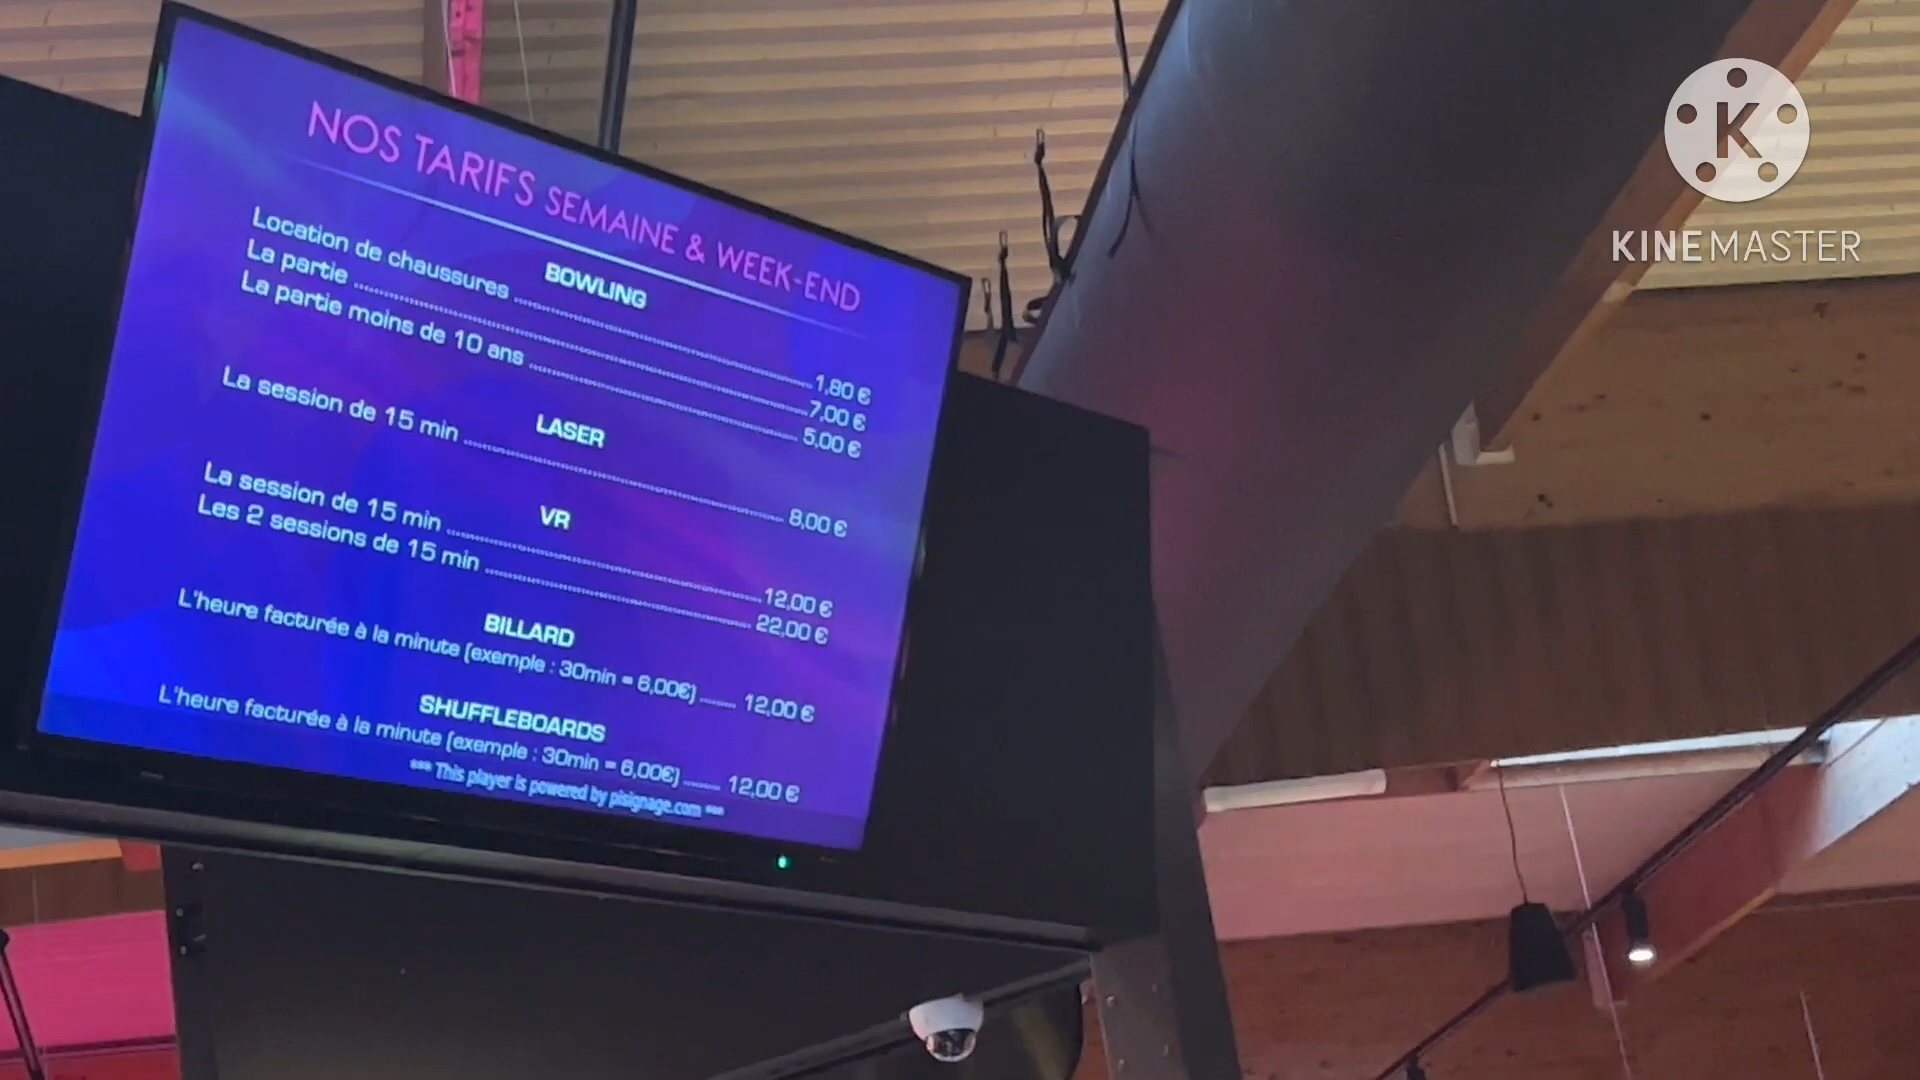 NOS TARIFS SEMAINE & WEEK-END
BOWLING
Location de chaussures ........ 1,80 €
La partie ........ 7,00 €
La partie moins de 10 ans ........ 5,00 €
LASER
La session de 15 min ........ 8,00 €
VR
La session de 15 min ........ 12,00 €
Les 2 sessions de 15 min ........ 22,00 €
BILLARD
L'heure facturée à la minute (exemple : 30min = 6,00€) ........ 12,00 €
SHUFFLEBOARDS
L'heure facturée à la minute (exemple : 30min = 6,00€) ........ 12,00 €
*** This player is powered by pisignage.com ***
K
KINEMASTER